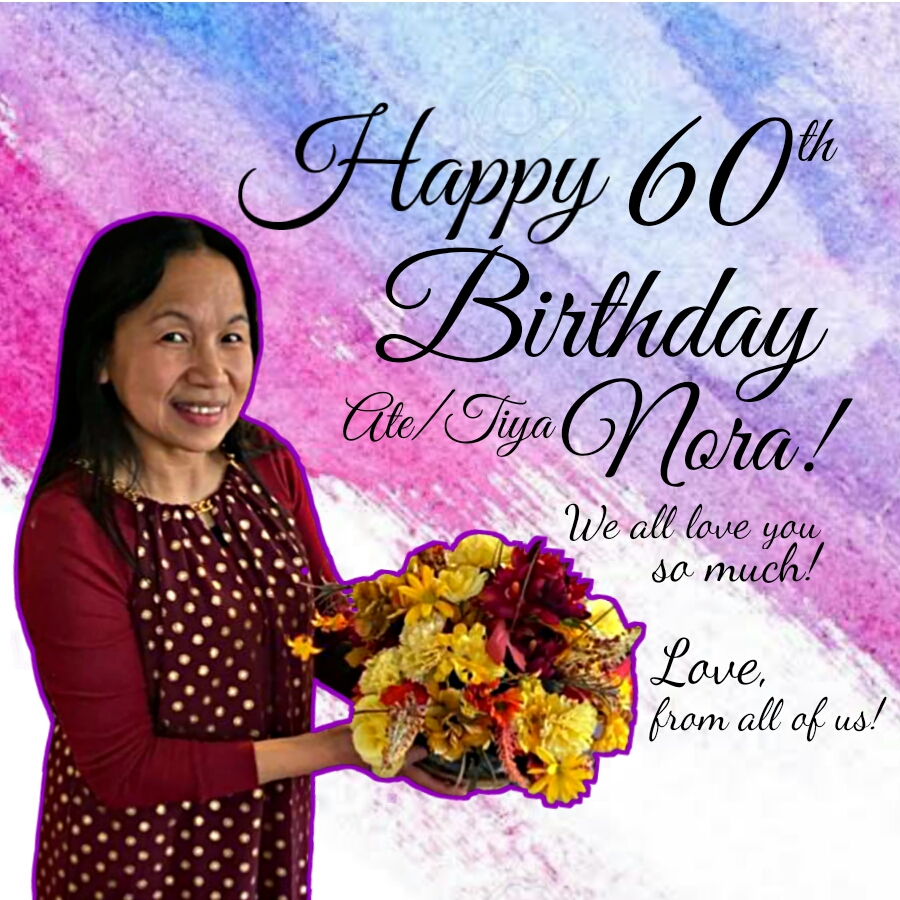 Happy 60th
Birthday
Ate/Tiya Nora!
We all love you
so much!
Love,
from all of us!